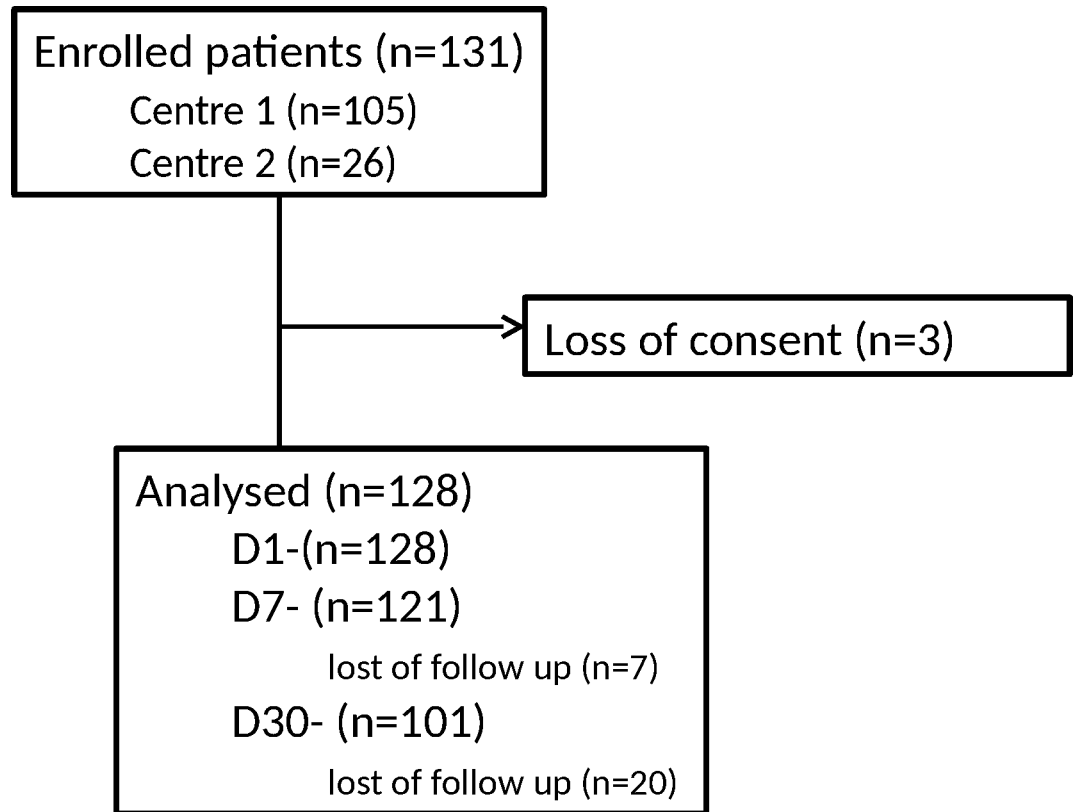 Enrolled patients (n=131)
Centre 1 (n=105)
Centre 2 (n=26)
Loss of consent (n=3)
Analysed (n=128)
D1-(n=128)
D7- (n=121)
lost of follow up (n=7)
D30- (n=101)
lost of follow up (n=20)